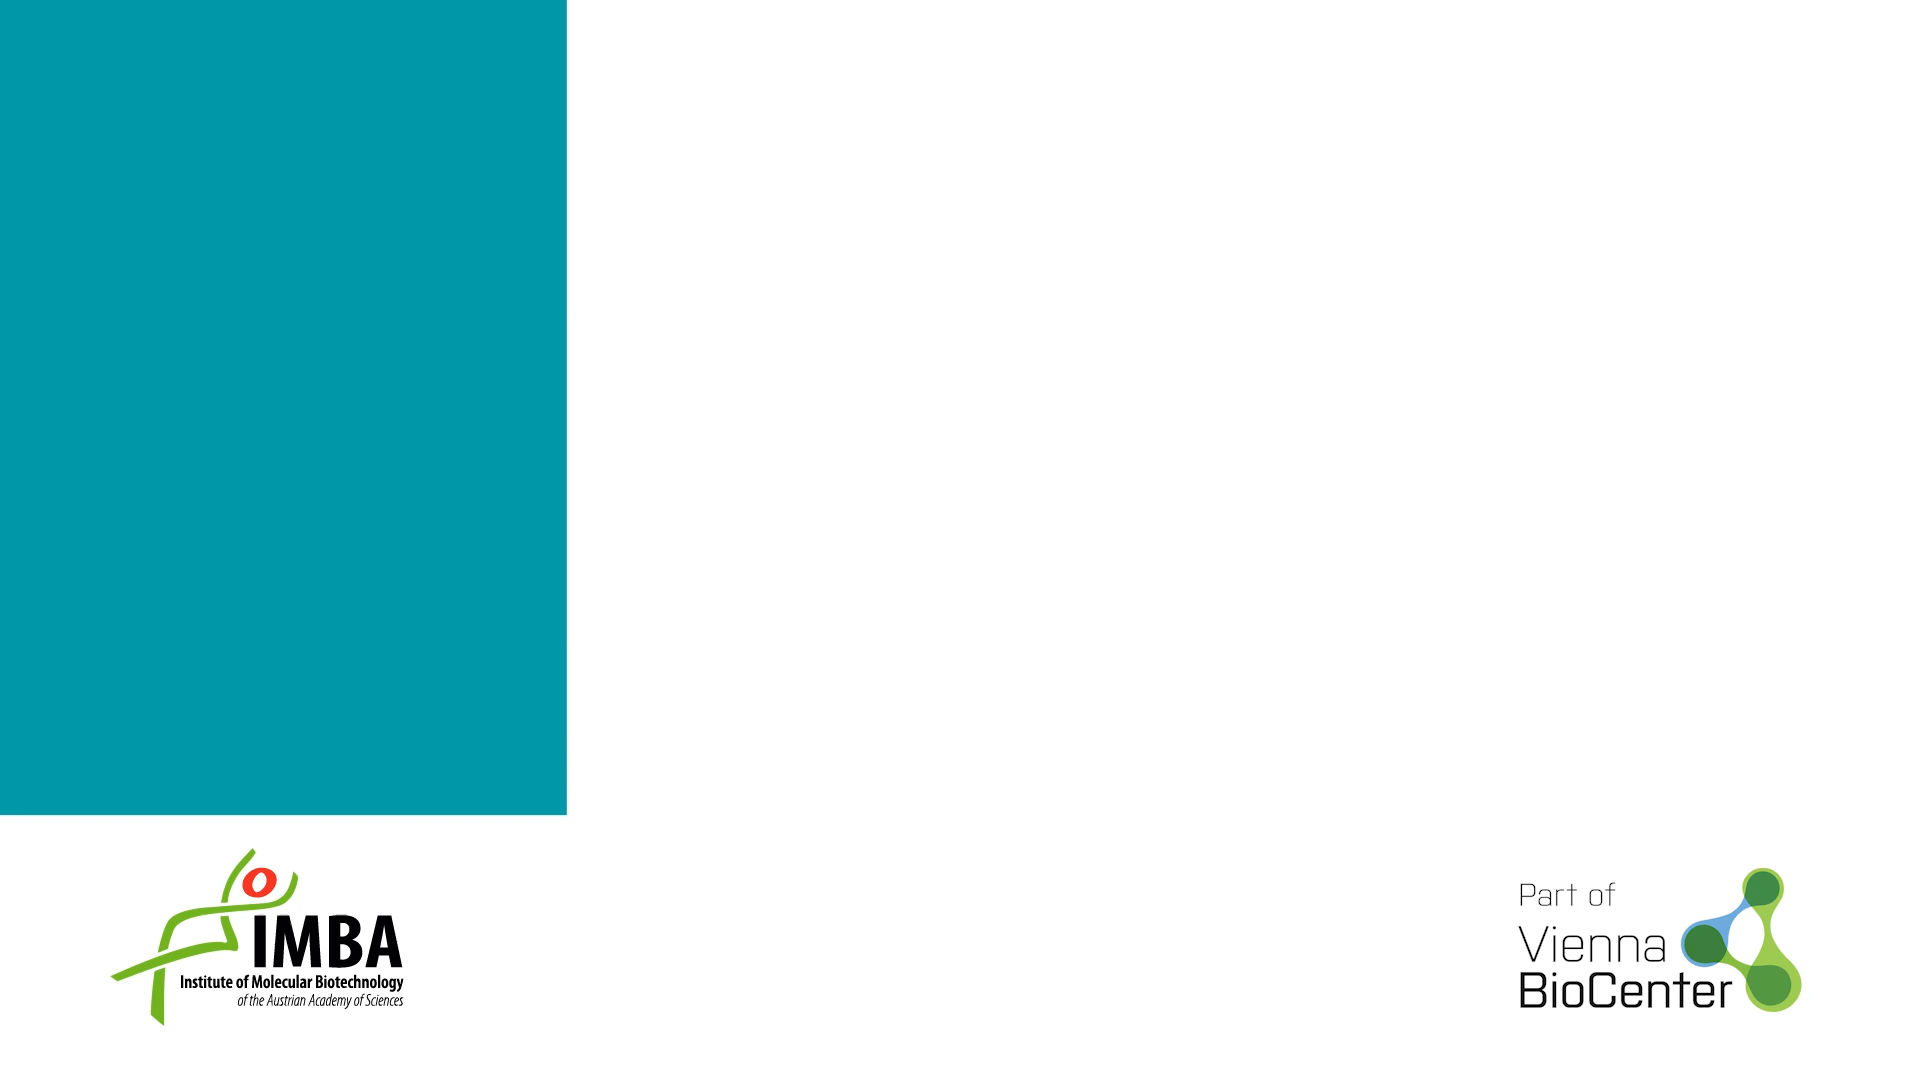 IMBA
Institute of Molecular Biotechnology
of the Austrian Academy of Sciences
Part of
Vienna
BioCenter